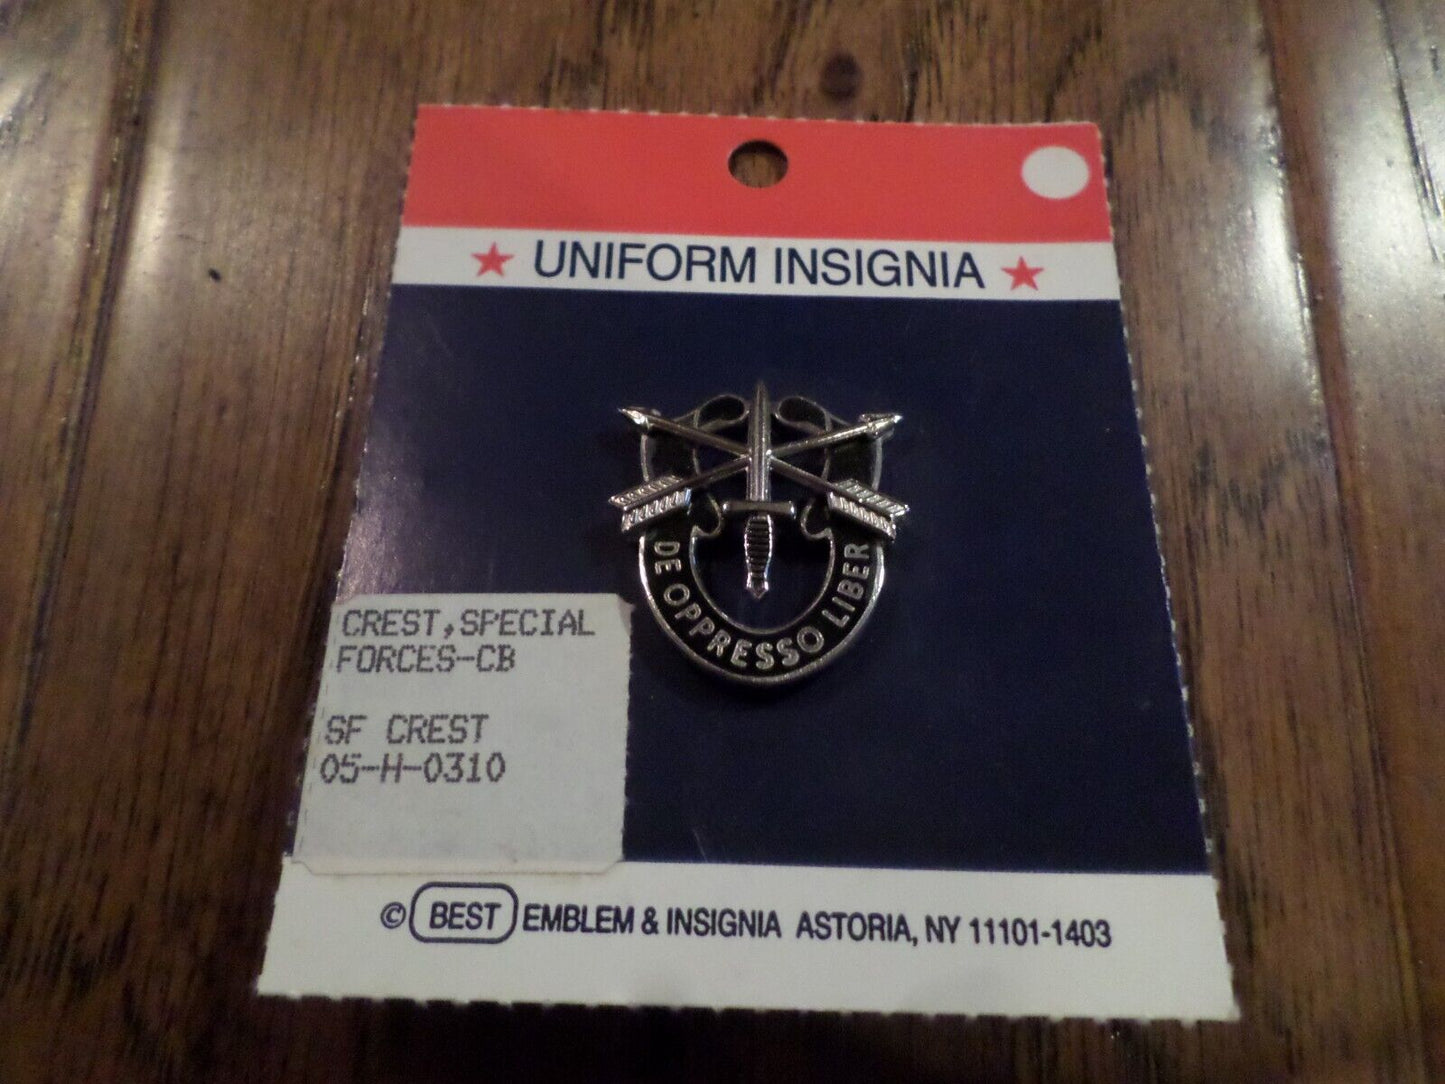 UNIFORM INSIGNIA
DE OPPRESSO LIBER
CREST,SPECIAL
FORCES-CB
SF CREST
05-H-0310
© BEST EMBLEM & INSIGNIA ASTORIA, NY 11101-1403